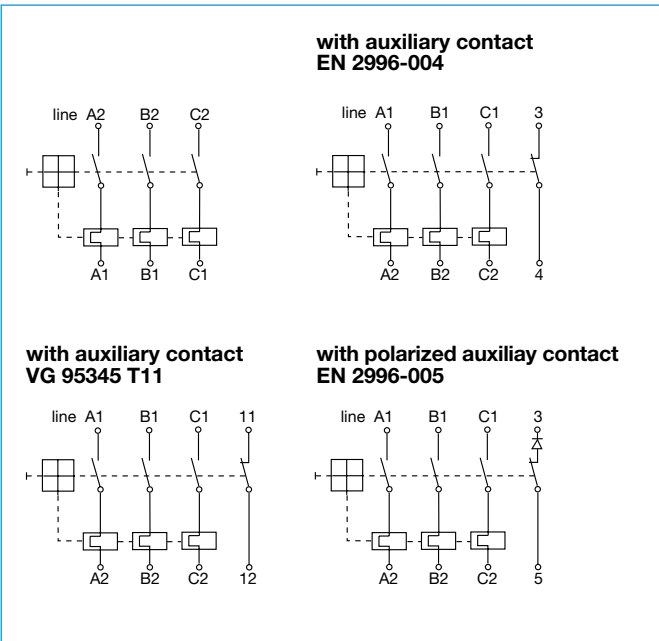 line A2 B2 C2
A1 B1 C1
with auxiliary contact
EN 2996-004
line A1 B1 C1 3
A2 B2 C2 4
with auxiliary contact
VG 95345 T11
line A1 B1 C1 11
A2 B2 C2 12
with polarized auxiliay contact
EN 2996-005
line A1 B1 C1 3
A2 B2 C2 5